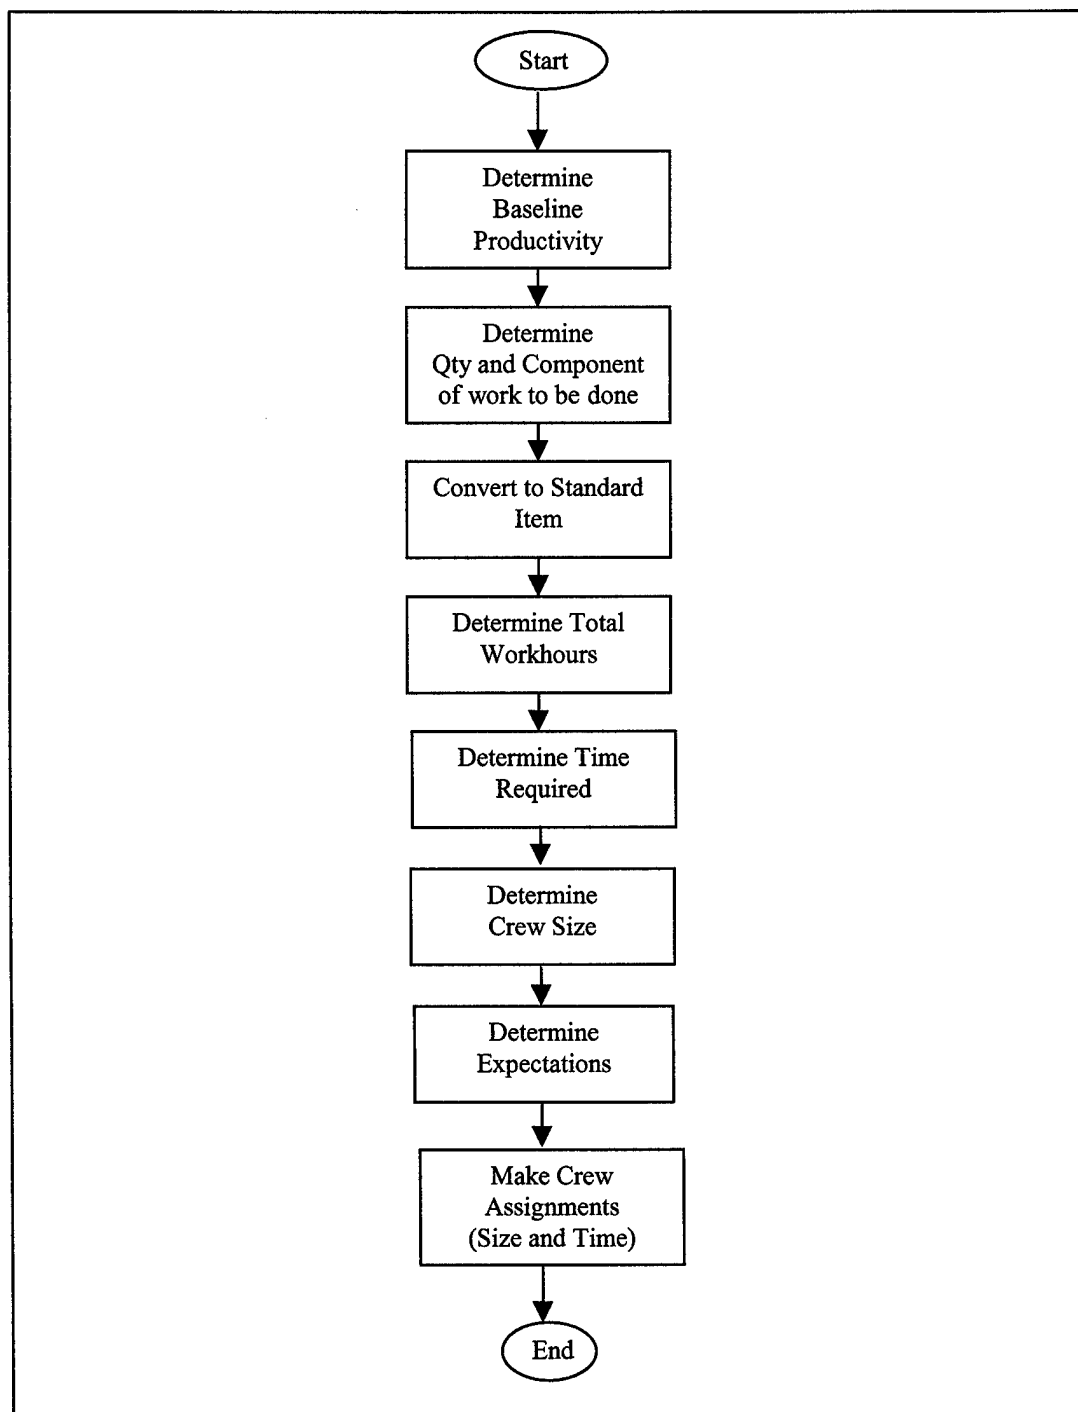 Start
Determine
Baseline
Productivity
Determine
Qty and Component
of work to be done
Convert to Standard
Item
Determine Total
Workhours
Determine Time
Required
Determine
Crew Size
Determine
Expectations
Make Crew
Assignments
(Size and Time)
End